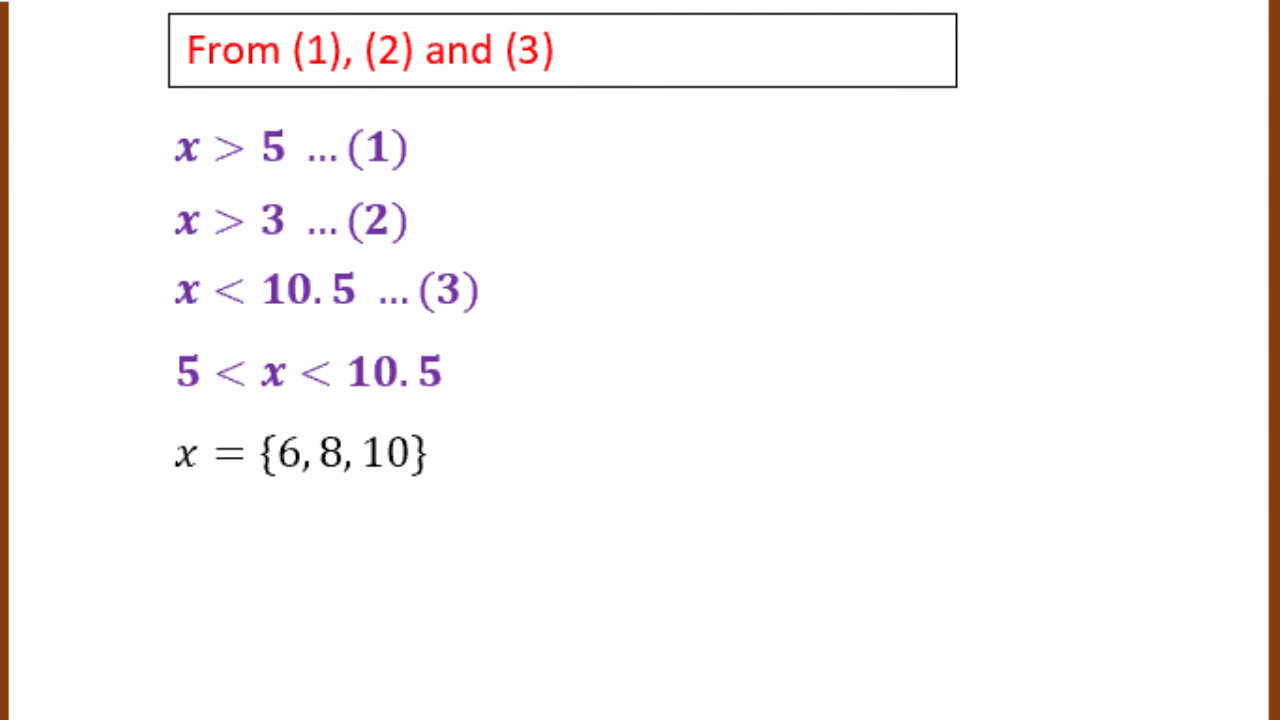 From (1), (2) and (3)
x > 5 ... (1)
x > 3 ... (2)
x < 10.5 ... (3)
5 < x < 10.5
x = {6, 8, 10}